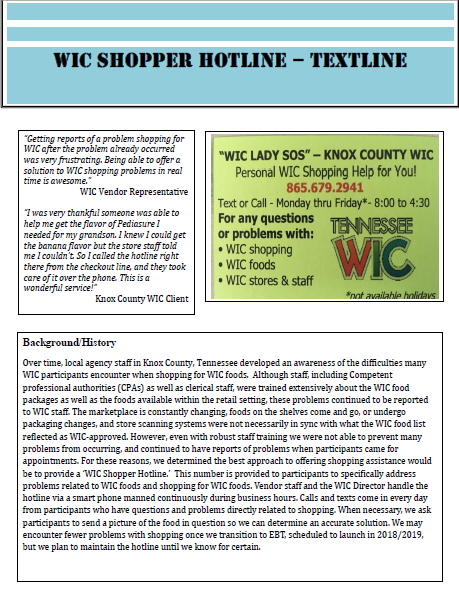 WIC SHOPPER HOTLINE – TEXTLINE
"Getting reports of a problem shopping for
WIC after the problem already occurred
was very frustrating. Being able to offer a
solution to WIC shopping problems in real
time is awesome."
WIC Vendor Representative
"I was very thankful someone was able to
help me get the flavor of Pediasure I
needed for my grandson. I knew I could get
the banana flavor but the store staff told
me I couldn't. So I called the hotline right
there from the checkout line, and they took
care of it over the phone. This is a
wonderful service!"
Knox County WIC Client
"WIC LADY SOS" – KNOX COUNTY WIC
Personal WIC Shopping Help for You!
865.679.2941
Text or Call - Monday thru Friday*- 8:00 to 4:30
For any questions
or problems with:
• WIC shopping
• WIC foods
• WIC stores & staff
TENNESSEE
WIC
*not available holidays
Background/History
Over time, local agency staff in Knox County, Tennessee developed an awareness of the difficulties many
WIC participants encounter when shopping for WIC foods.  Although staff, including Competent
professional authorities (CPAs) as well as clerical staff, were trained extensively about the WIC food
packages as well as the foods available within the retail setting, these problems continued to be reported
to WIC staff. The marketplace is constantly changing, foods on the shelves come and go, or undergo
packaging changes, and store scanning systems were not necessarily in sync with what the WIC food list
reflected as WIC-approved. However, even with robust staff training we were not able to prevent many
problems from occurring, and continued to have reports of problems when participants came for
appointments. For these reasons, we determined the best approach to offering shopping assistance would
be to provide a 'WIC Shopper Hotline.'  This number is provided to participants to specifically address
problems related to WIC foods and shopping for WIC foods. Vendor staff and the WIC Director handle the
hotline via a smart phone manned continuously during business hours. Calls and texts come in every day
from participants who have questions and problems directly related to shopping. When necessary, we ask
participants to send a picture of the food in question so we can determine an accurate solution. We may
encounter fewer problems with shopping once we transition to EBT, scheduled to launch in 2018/2019,
but we plan to maintain the hotline until we know for certain.